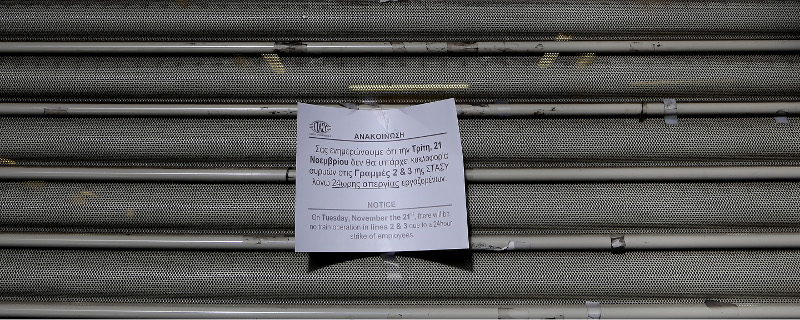 ΑΝΑΚΟΙΝΩΣΗ
Σας ενημερώνουμε ότι την Τρίτη, 21
Νοεμβρίου δεν θα υπάρχει κυκλοφορία
συρμών στις Γραμμές 2 & 3 της ΣΤΑΣΥ
λόγω 24ωρης απεργίας εργαζομένων.
NOTICE
On Tuesday, November the 21st, there will be
no train operation in lines 2 & 3 due to a 24hour
strike of employees.